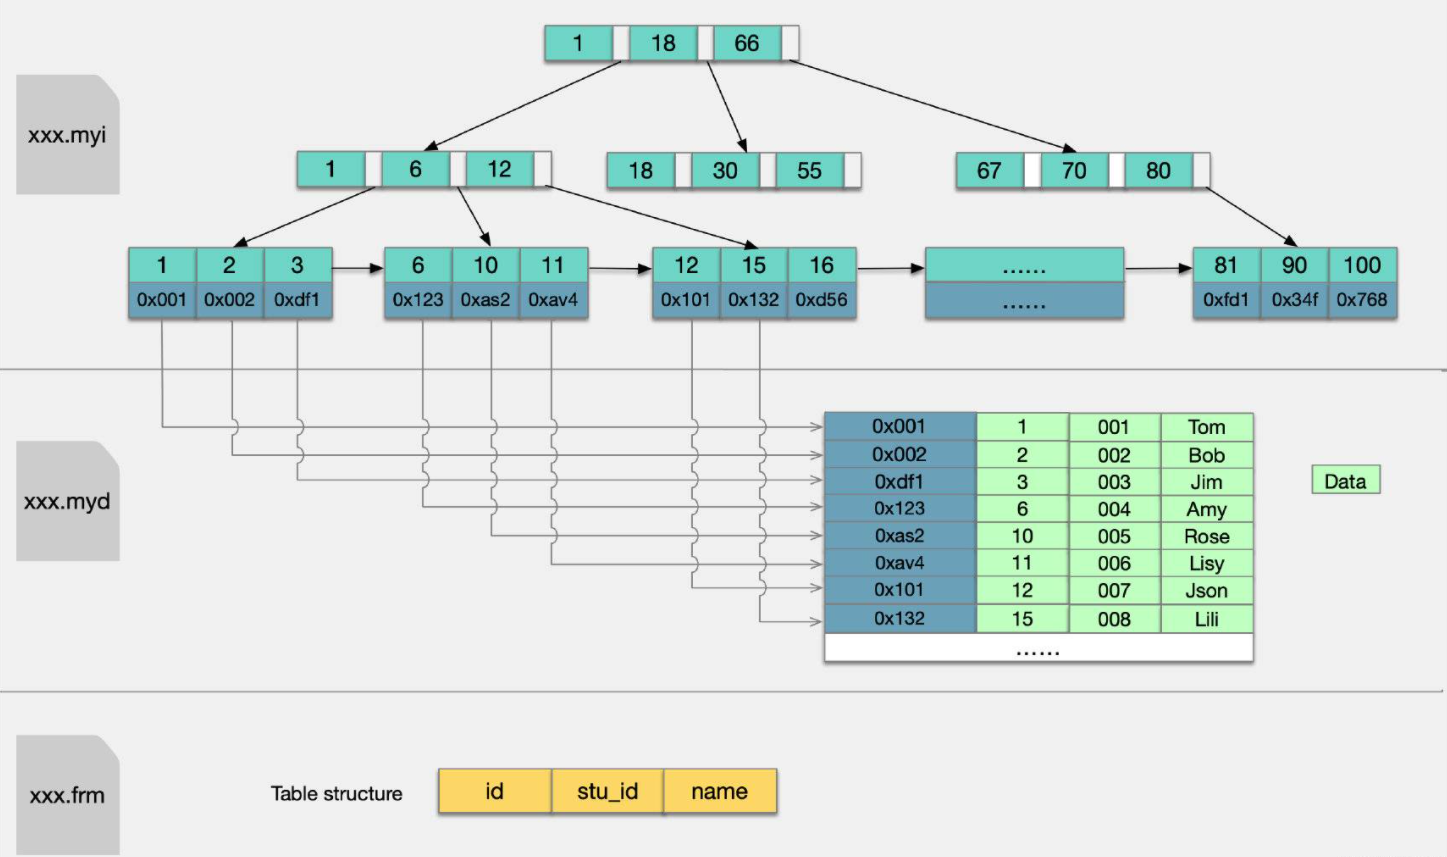 1 18 66
xxx.myi
1 6 12 18 30 55 67 70 80
1 2 3 6 10 11 12 15 16 ...... 81 90 100
0x001 0x002 0xdf1 0x123 0xas2 0xav4 0x101 0x132 0xd56 ...... 0xfd1 0x34f 0x768
xxx.myd
0x001 1 001 Tom
0x002 2 002 Bob
0xdf1 3 003 Jim
0x123 6 004 Amy
0xas2 10 005 Rose
0xav4 11 006 Lisy
0x101 12 007 Json
0x132 15 008 Lili
......
Data
xxx.frm
Table structure id stu_id name